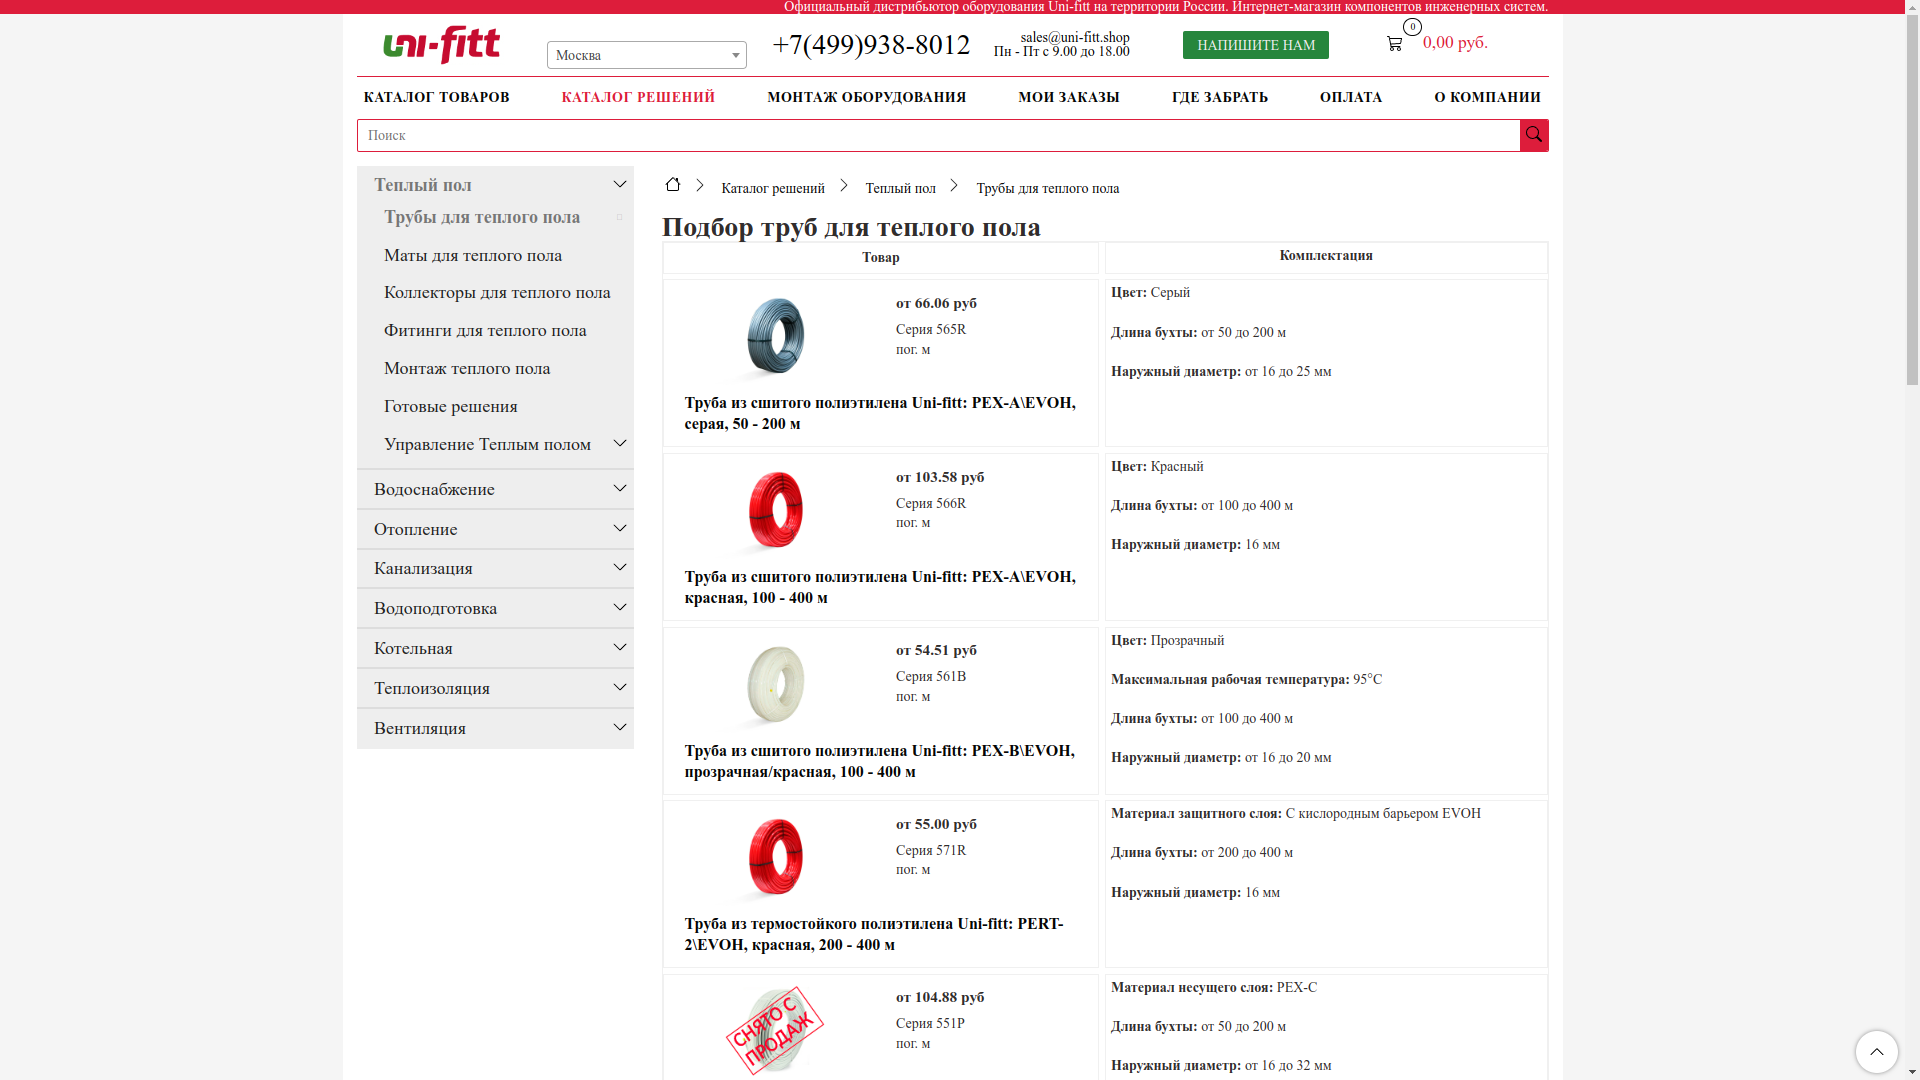 Официальный дистрибьютор оборудования Uni-fitt на территории России. Интернет-магазин компонентов инженерных систем.
uni-fitt
Москва
+7(499)938-8012
sales@uni-fitt.shop
Пн - Пт с 9.00 до 18.00
НАПИШИТЕ НАМ
0
0,00 руб.
КАТАЛОГ ТОВАРОВ
КАТАЛОГ РЕШЕНИЙ
МОНТАЖ ОБОРУДОВАНИЯ
МОИ ЗАКАЗЫ
ГДЕ ЗАБРАТЬ
ОПЛАТА
О КОМПАНИИ
Поиск
Теплый пол
Трубы для теплого пола
Маты для теплого пола
Коллекторы для теплого пола
Фитинги для теплого пола
Монтаж теплого пола
Готовые решения
Управление Теплым полом
Водоснабжение
Отопление
Канализация
Водоподготовка
Котельная
Теплоизоляция
Вентиляция
Каталог решений
Теплый пол
Трубы для теплого пола
Подбор труб для теплого пола
Товар
Комплектация
от 66.06 руб
Серия 565R
пог. м
Труба из сшитого полиэтилена Uni-fitt: PEX-A\EVOH,
серая, 50 - 200 м
Цвет: Серый
Длина бухты: от 50 до 200 м
Наружный диаметр: от 16 до 25 мм
от 103.58 руб
Серия 566R
пог. м
Труба из сшитого полиэтилена Uni-fitt: PEX-A\EVOH,
красная, 100 - 400 м
Цвет: Красный
Длина бухты: от 100 до 400 м
Наружный диаметр: 16 мм
от 54.51 руб
Серия 561B
пог. м
Труба из сшитого полиэтилена Uni-fitt: PEX-B\EVOH,
прозрачная/красная, 100 - 400 м
Цвет: Прозрачный
Максимальная рабочая температура: 95°С
Длина бухты: от 100 до 400 м
Наружный диаметр: от 16 до 20 мм
от 55.00 руб
Серия 571R
пог. м
Труба из термостойкого полиэтилена Uni-fitt: PERT-
2\EVOH, красная, 200 - 400 м
Материал защитного слоя: С кислородным барьером EVOH
Длина бухты: от 200 до 400 м
Наружный диаметр: 16 мм
СНЯТО С
ПРОДАЖ
от 104.88 руб
Серия 551P
пог. м
Материал несущего слоя: PEX-C
Длина бухты: от 50 до 200 м
Наружный диаметр: от 16 до 32 мм